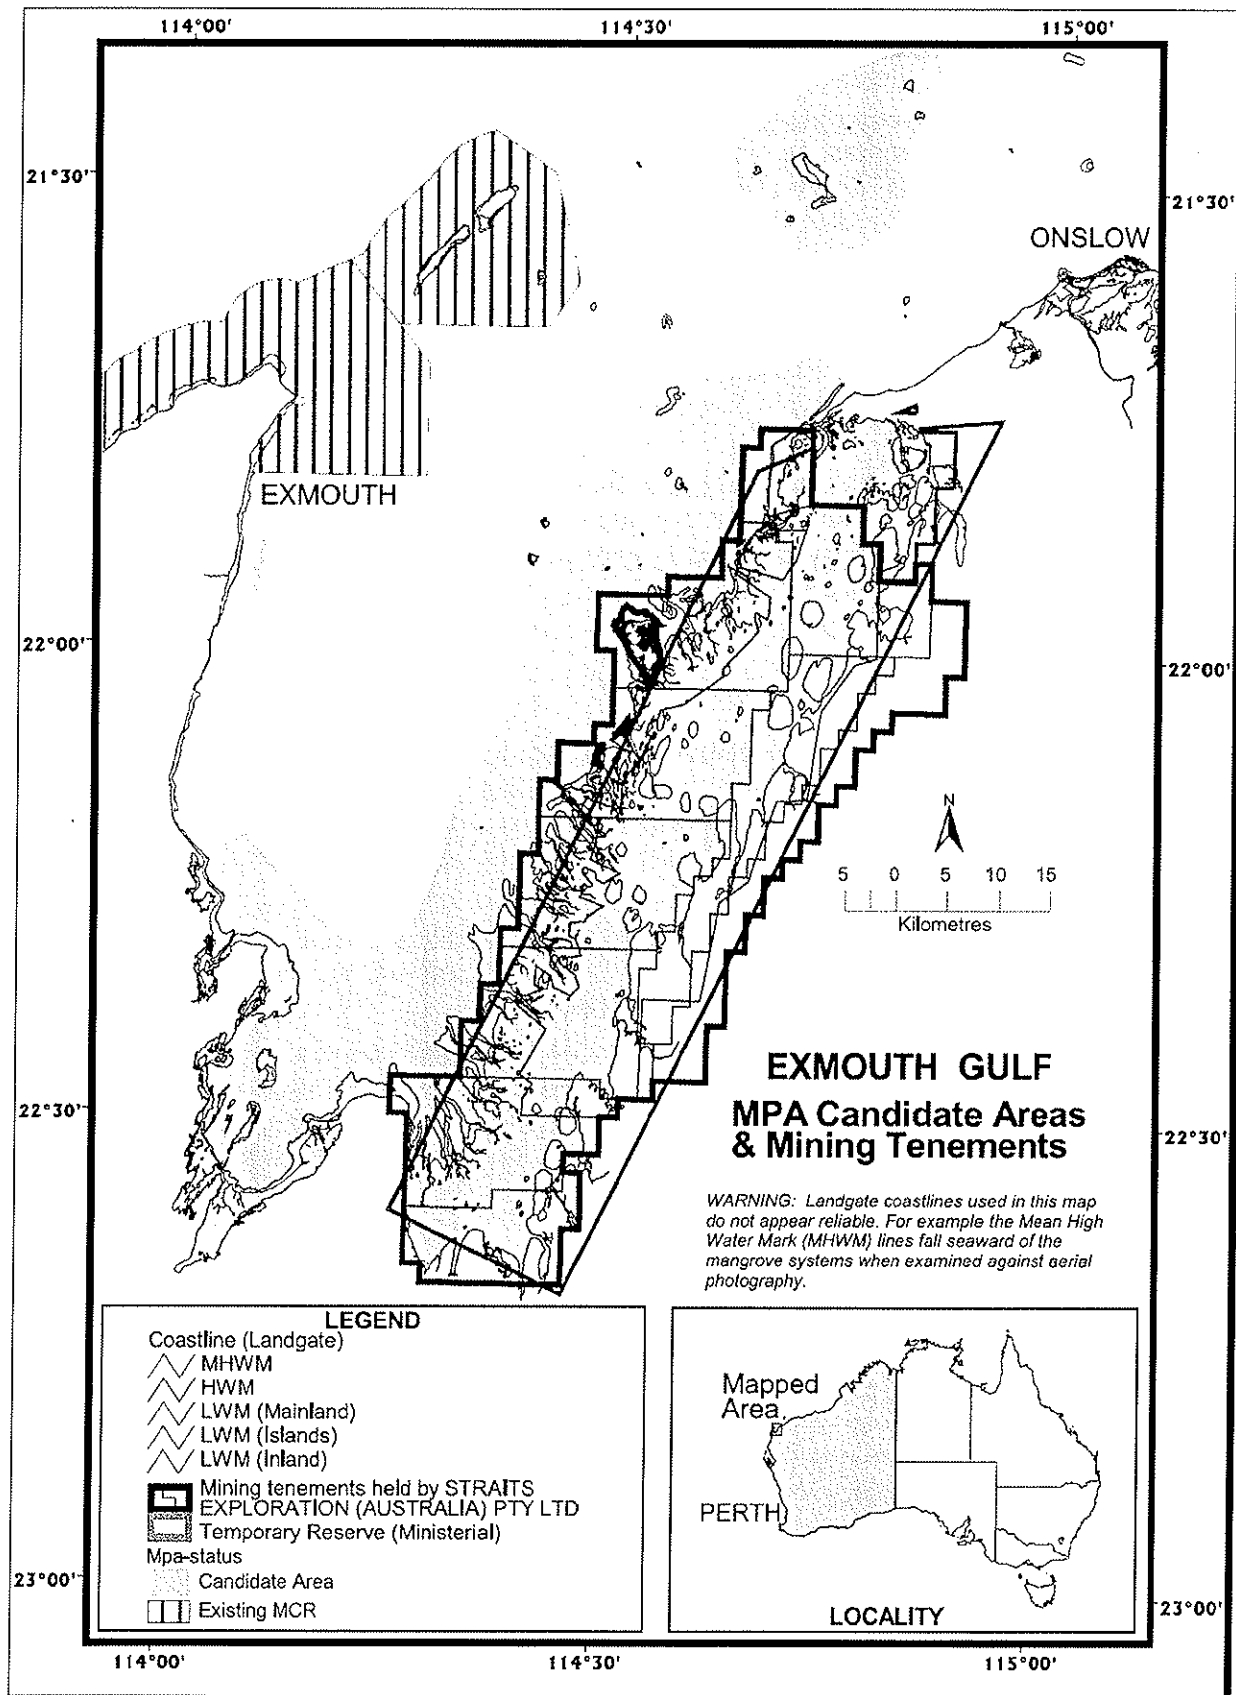 114°00'
114°30'
115°00'
21°30'
21°30'
ONSLOW
EXMOUTH
22°00'
22°00'
N
5 0 5 10 15
Kilometres
EXMOUTH GULF
MPA Candidate Areas
& Mining Tenements
22°30'
22°30'
WARNING: Landgate coastlines used in this map
do not appear reliable. For example the Mean High
Water Mark (MHWM) lines fall seaward of the
mangrove systems when examined against aerial
photography.
LEGEND
Coastline (Landgate)
MHWM
HWM
LWM (Mainland)
LWM (Islands)
LWM (Inland)
Mining tenements held by STRAITS
EXPLORATION (AUSTRALIA) PTY LTD
Temporary Reserve (Ministerial)
Mpa-status
Candidate Area
Existing MCR
Mapped
Area
PERTH
LOCALITY
23°00'
23°00'
114°00'
114°30'
115°00'